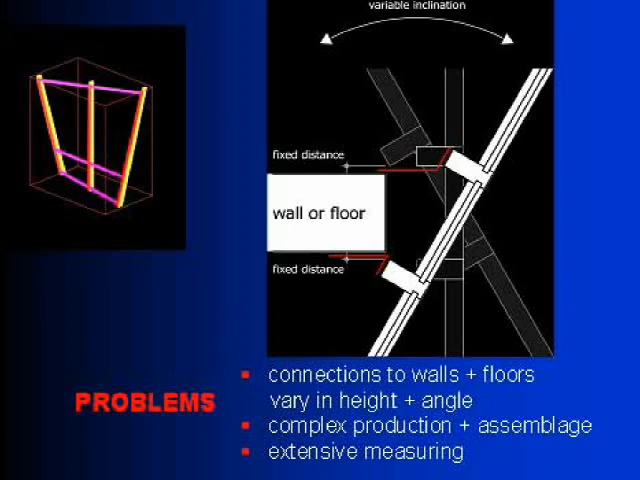 variable inclination
fixed distance
wall or floor
fixed distance
PROBLEMS
connections to walls + floors
vary in height + angle
complex production + assemblage
extensive measuring